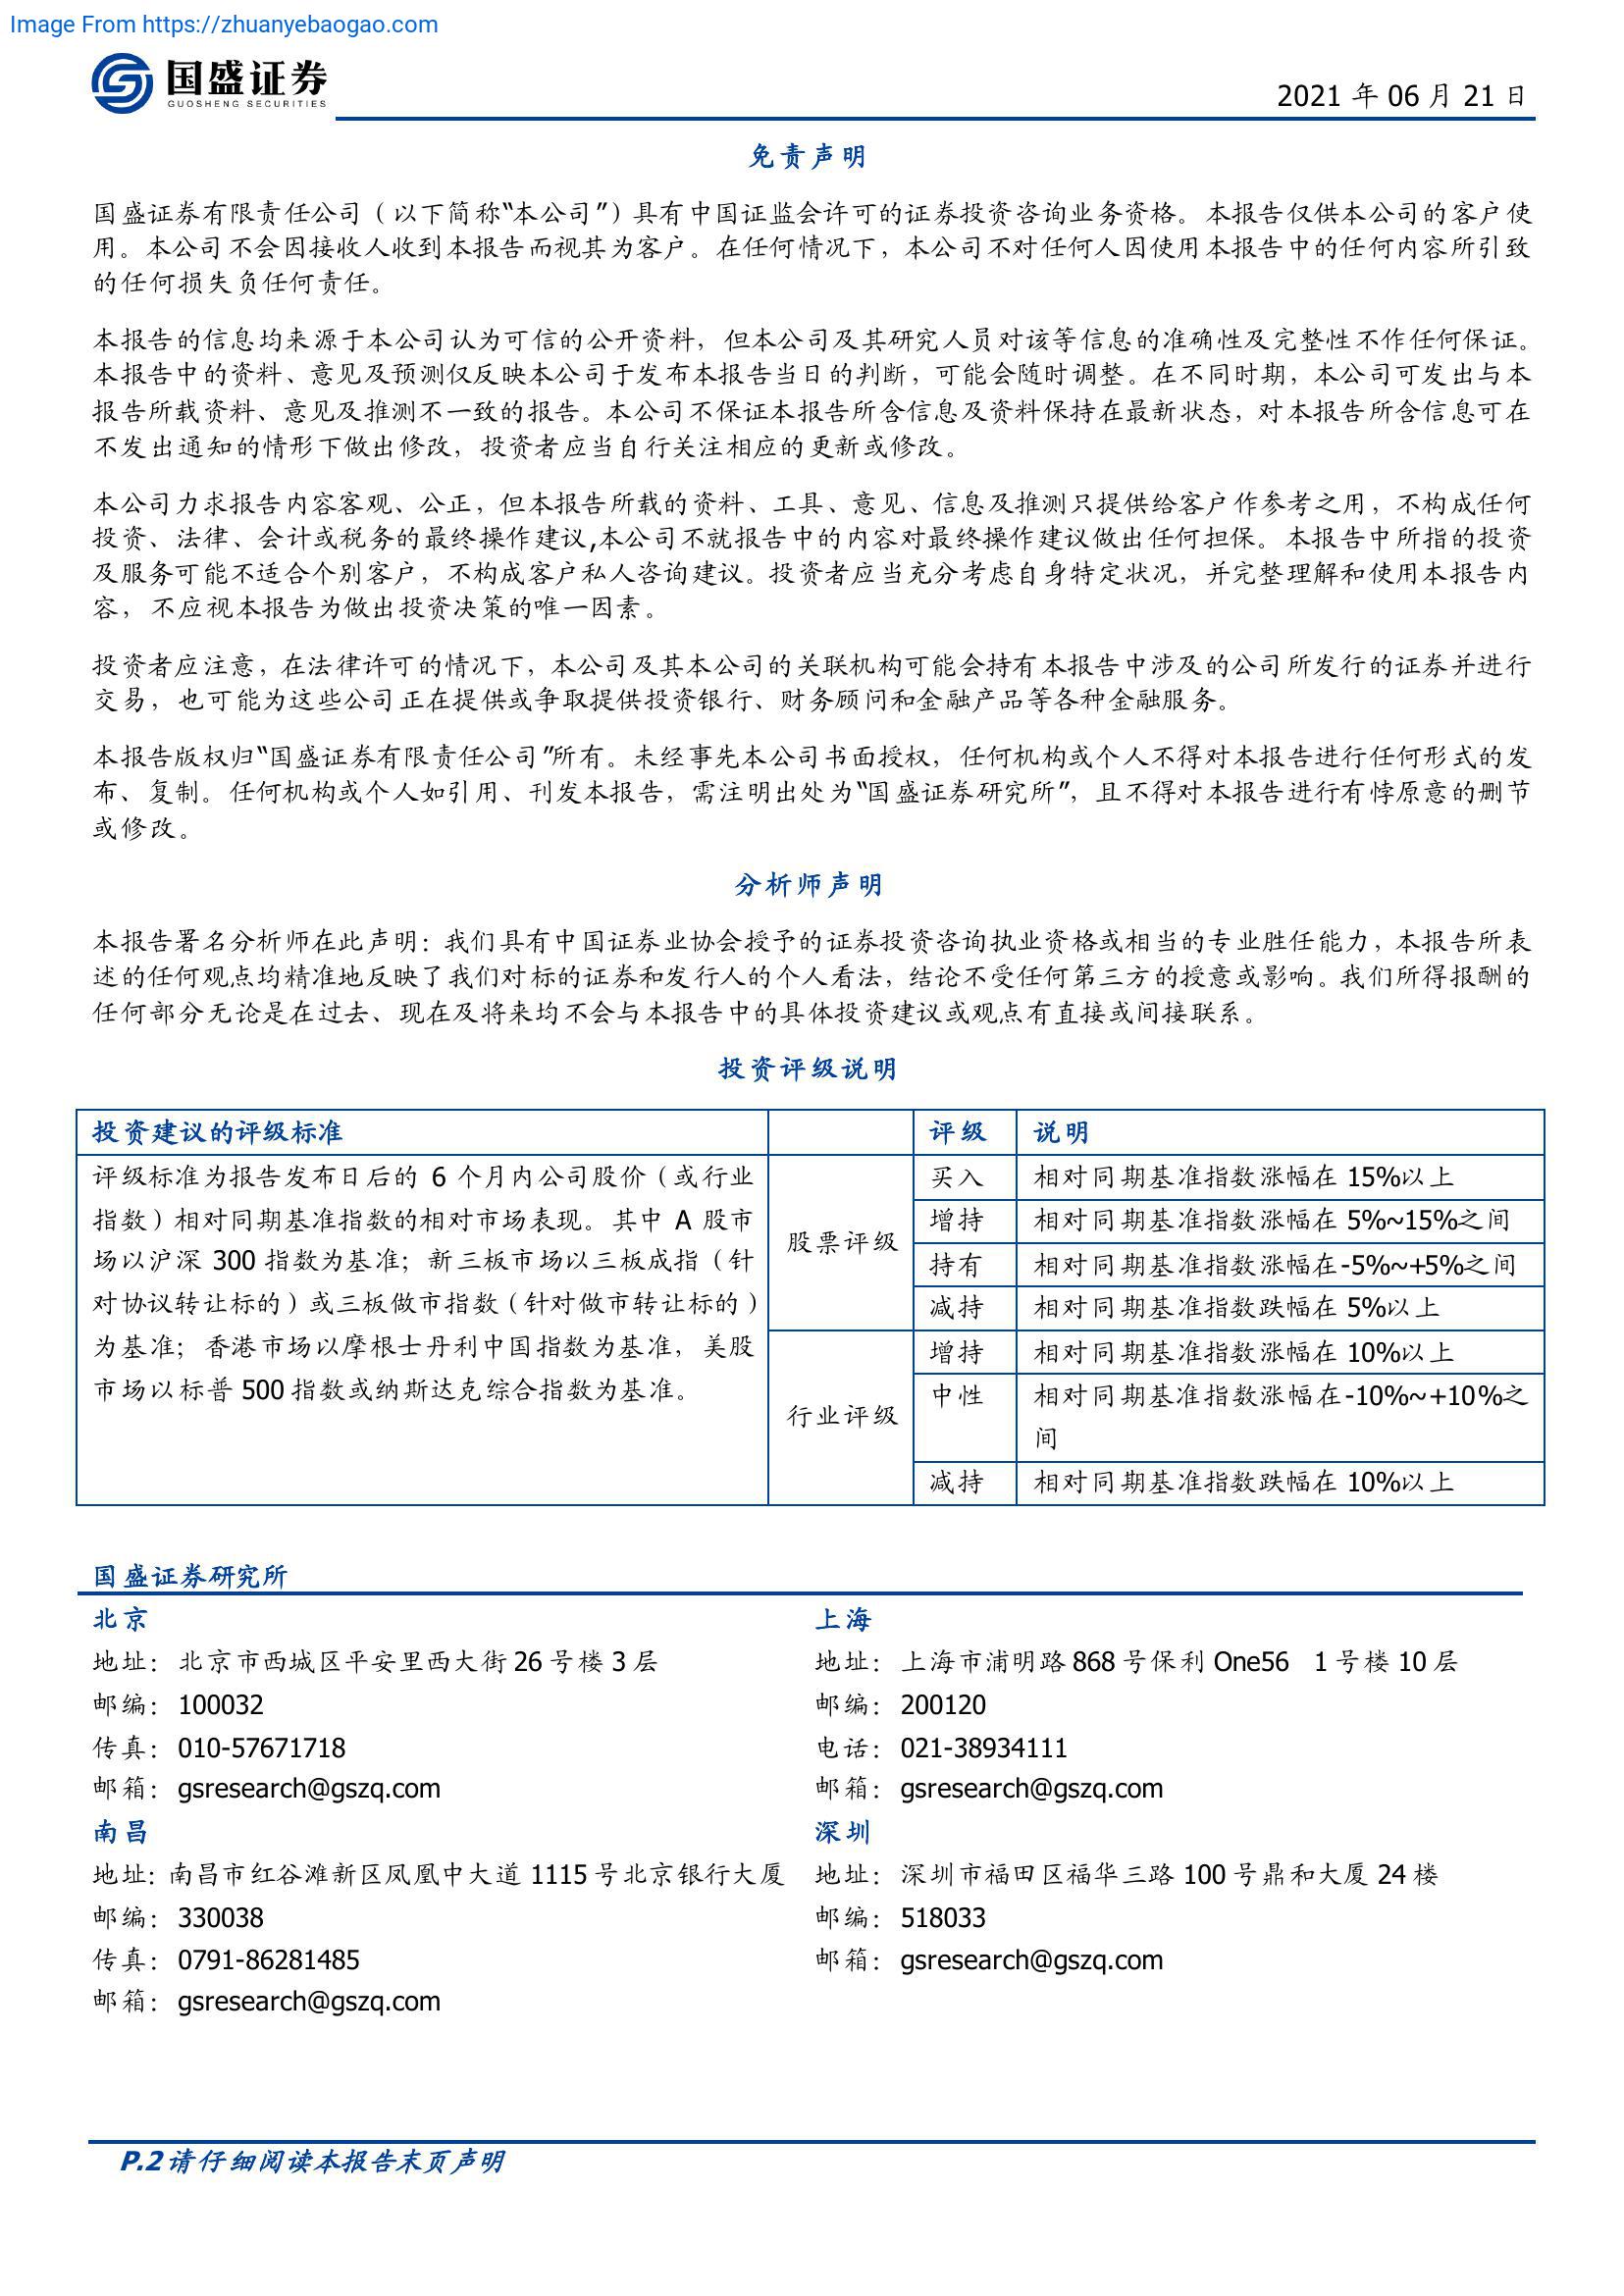 Image From https://zhuanyebaogao.com
国盛证券
GUOSHENG SECURITIES
2021 年 06 月 21 日
免责声明
国盛证券有限责任公司（以下简称“本公司”）具有中国证监会许可的证券投资咨询业务资格。本报告仅供本公司的客户使
用。本公司不会因接收人收到本报告而视其为客户。在任何情况下，本公司不对任何人因使用本报告中的任何内容所引致
的任何损失负任何责任。
本报告的信息均来源于本公司认为可信的公开资料，但本公司及其研究人员对该等信息的准确性及完整性不作任何保证。
本报告中的资料、意见及预测仅反映本公司于发布本报告当日的判断，可能会随时调整。在不同时期，本公司可发出与本
报告所载资料、意见及推测不一致的报告。本公司不保证本报告所含信息及资料保持在最新状态，对本报告所含信息可在
不发出通知的情形下做出修改，投资者应当自行关注相应的更新或修改。
本公司力求报告内容客观、公正，但本报告所载的资料、工具、意见、信息及推测只提供给客户作参考之用，不构成任何
投资、法律、会计或税务的最终操作建议,本公司不就报告中的内容对最终操作建议做出任何担保。本报告中所指的投资
及服务可能不适合个别客户，不构成客户私人咨询建议。投资者应当充分考虑自身特定状况，并完整理解和使用本报告内
容，不应视本报告为做出投资决策的唯一因素。
投资者应注意，在法律许可的情况下，本公司及其本公司的关联机构可能会持有本报告中涉及的公司所发行的证券并进行
交易，也可能为这些公司正在提供或争取提供投资银行、财务顾问和金融产品等各种金融服务。
本报告版权归“国盛证券有限责任公司”所有。未经事先本公司书面授权，任何机构或个人不得对本报告进行任何形式的发
布、复制。任何机构或个人如引用、刊发本报告，需注明出处为“国盛证券研究所”，且不得对本报告进行有悖原意的删节
或修改。
分析师声明
本报告署名分析师在此声明：我们具有中国证券业协会授予的证券投资咨询执业资格或相当的专业胜任能力，本报告所表
述的任何观点均精准地反映了我们对标的证券和发行人的个人看法，结论不受任何第三方的授意或影响。我们所得报酬的
任何部分无论是在过去、现在及将来均不会与本报告中的具体投资建议或观点有直接或间接联系。
投资评级说明
投资建议的评级标准 评级 说明
评级标准为报告发布日后的 6 个月内公司股价（或行业
指数）相对同期基准指数的相对市场表现。其中 A 股市
场以沪深 300 指数为基准；新三板市场以三板成指（针
对协议转让标的）或三板做市指数（针对做市转让标的）
为基准；香港市场以摩根士丹利中国指数为基准，美股
市场以标普 500 指数或纳斯达克综合指数为基准。
股票评级
买入 相对同期基准指数涨幅在 15%以上
增持 相对同期基准指数涨幅在 5%~15%之间
持有 相对同期基准指数涨幅在-5%~+5%之间
减持 相对同期基准指数跌幅在 5%以上
行业评级
增持 相对同期基准指数涨幅在 10%以上
中性 相对同期基准指数涨幅在-10%~+10%之
间
减持 相对同期基准指数跌幅在 10%以上
国盛证券研究所
北京
地址：北京市西城区平安里西大街 26 号楼 3 层
邮编：100032
传真：010-57671718
邮箱：gsresearch@gszq.com
上海
地址：上海市浦明路 868 号保利 One56 1 号楼 10 层
邮编：200120
电话：021-38934111
邮箱：gsresearch@gszq.com
南昌
地址：南昌市红谷滩新区凤凰中大道 1115 号北京银行大厦
邮编：330038
传真：0791-86281485
邮箱：gsresearch@gszq.com
深圳
地址：深圳市福田区福华三路 100 号鼎和大厦 24 楼
邮编：518033
邮箱：gsresearch@gszq.com
P.2 请仔细阅读本报告末页声明